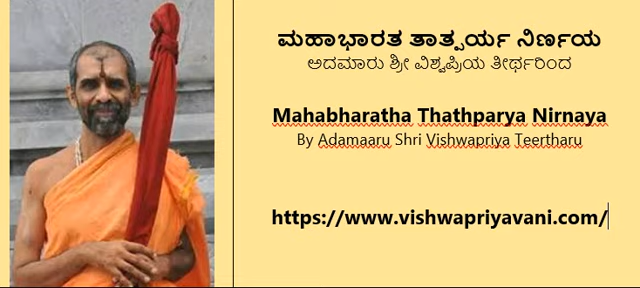 ಮಹಾಭಾರತ ತಾತ್ಪರ್ಯ ನಿರ್ಣಯ
ಅದಮಾರು ಶ್ರೀ ವಿಶ್ವಪ್ರಿಯ ತೀರ್ಥರಿಂದ
Mahabharatha Thathparya Nirnaya
By Adamaaru Shri Vishwapriya Teertharu
https://www.vishwapriyavani.com/